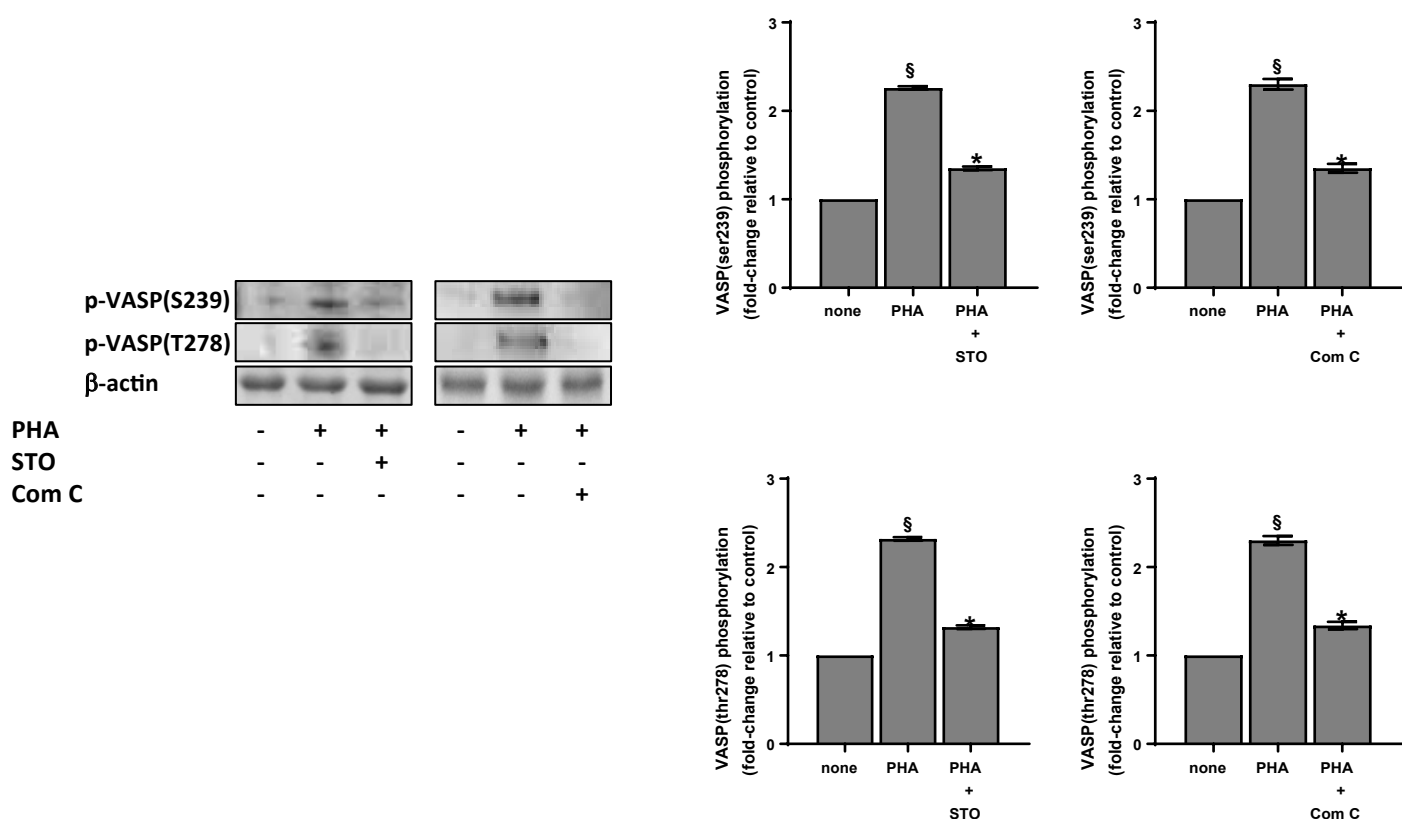 p-VASP(S239)
p-VASP(T278)
β-actin
PHA - + + - + +
STO - - + - - -
Com C - - - - - +
VASP(ser239) phosphorylation
(fold-change relative to control)
3
2
1
0
§
*
none PHA PHA
+
STO
VASP(ser239) phosphorylation
(fold-change relative to control)
3
2
1
0
§
*
none PHA PHA
+
Com C
VASP(thr278) phosphorylation
(fold-change relative to control)
3
2
1
0
§
*
none PHA PHA
+
STO
VASP(thr278) phosphorylation
(fold-change relative to control)
3
2
1
0
§
*
none PHA PHA
+
Com C